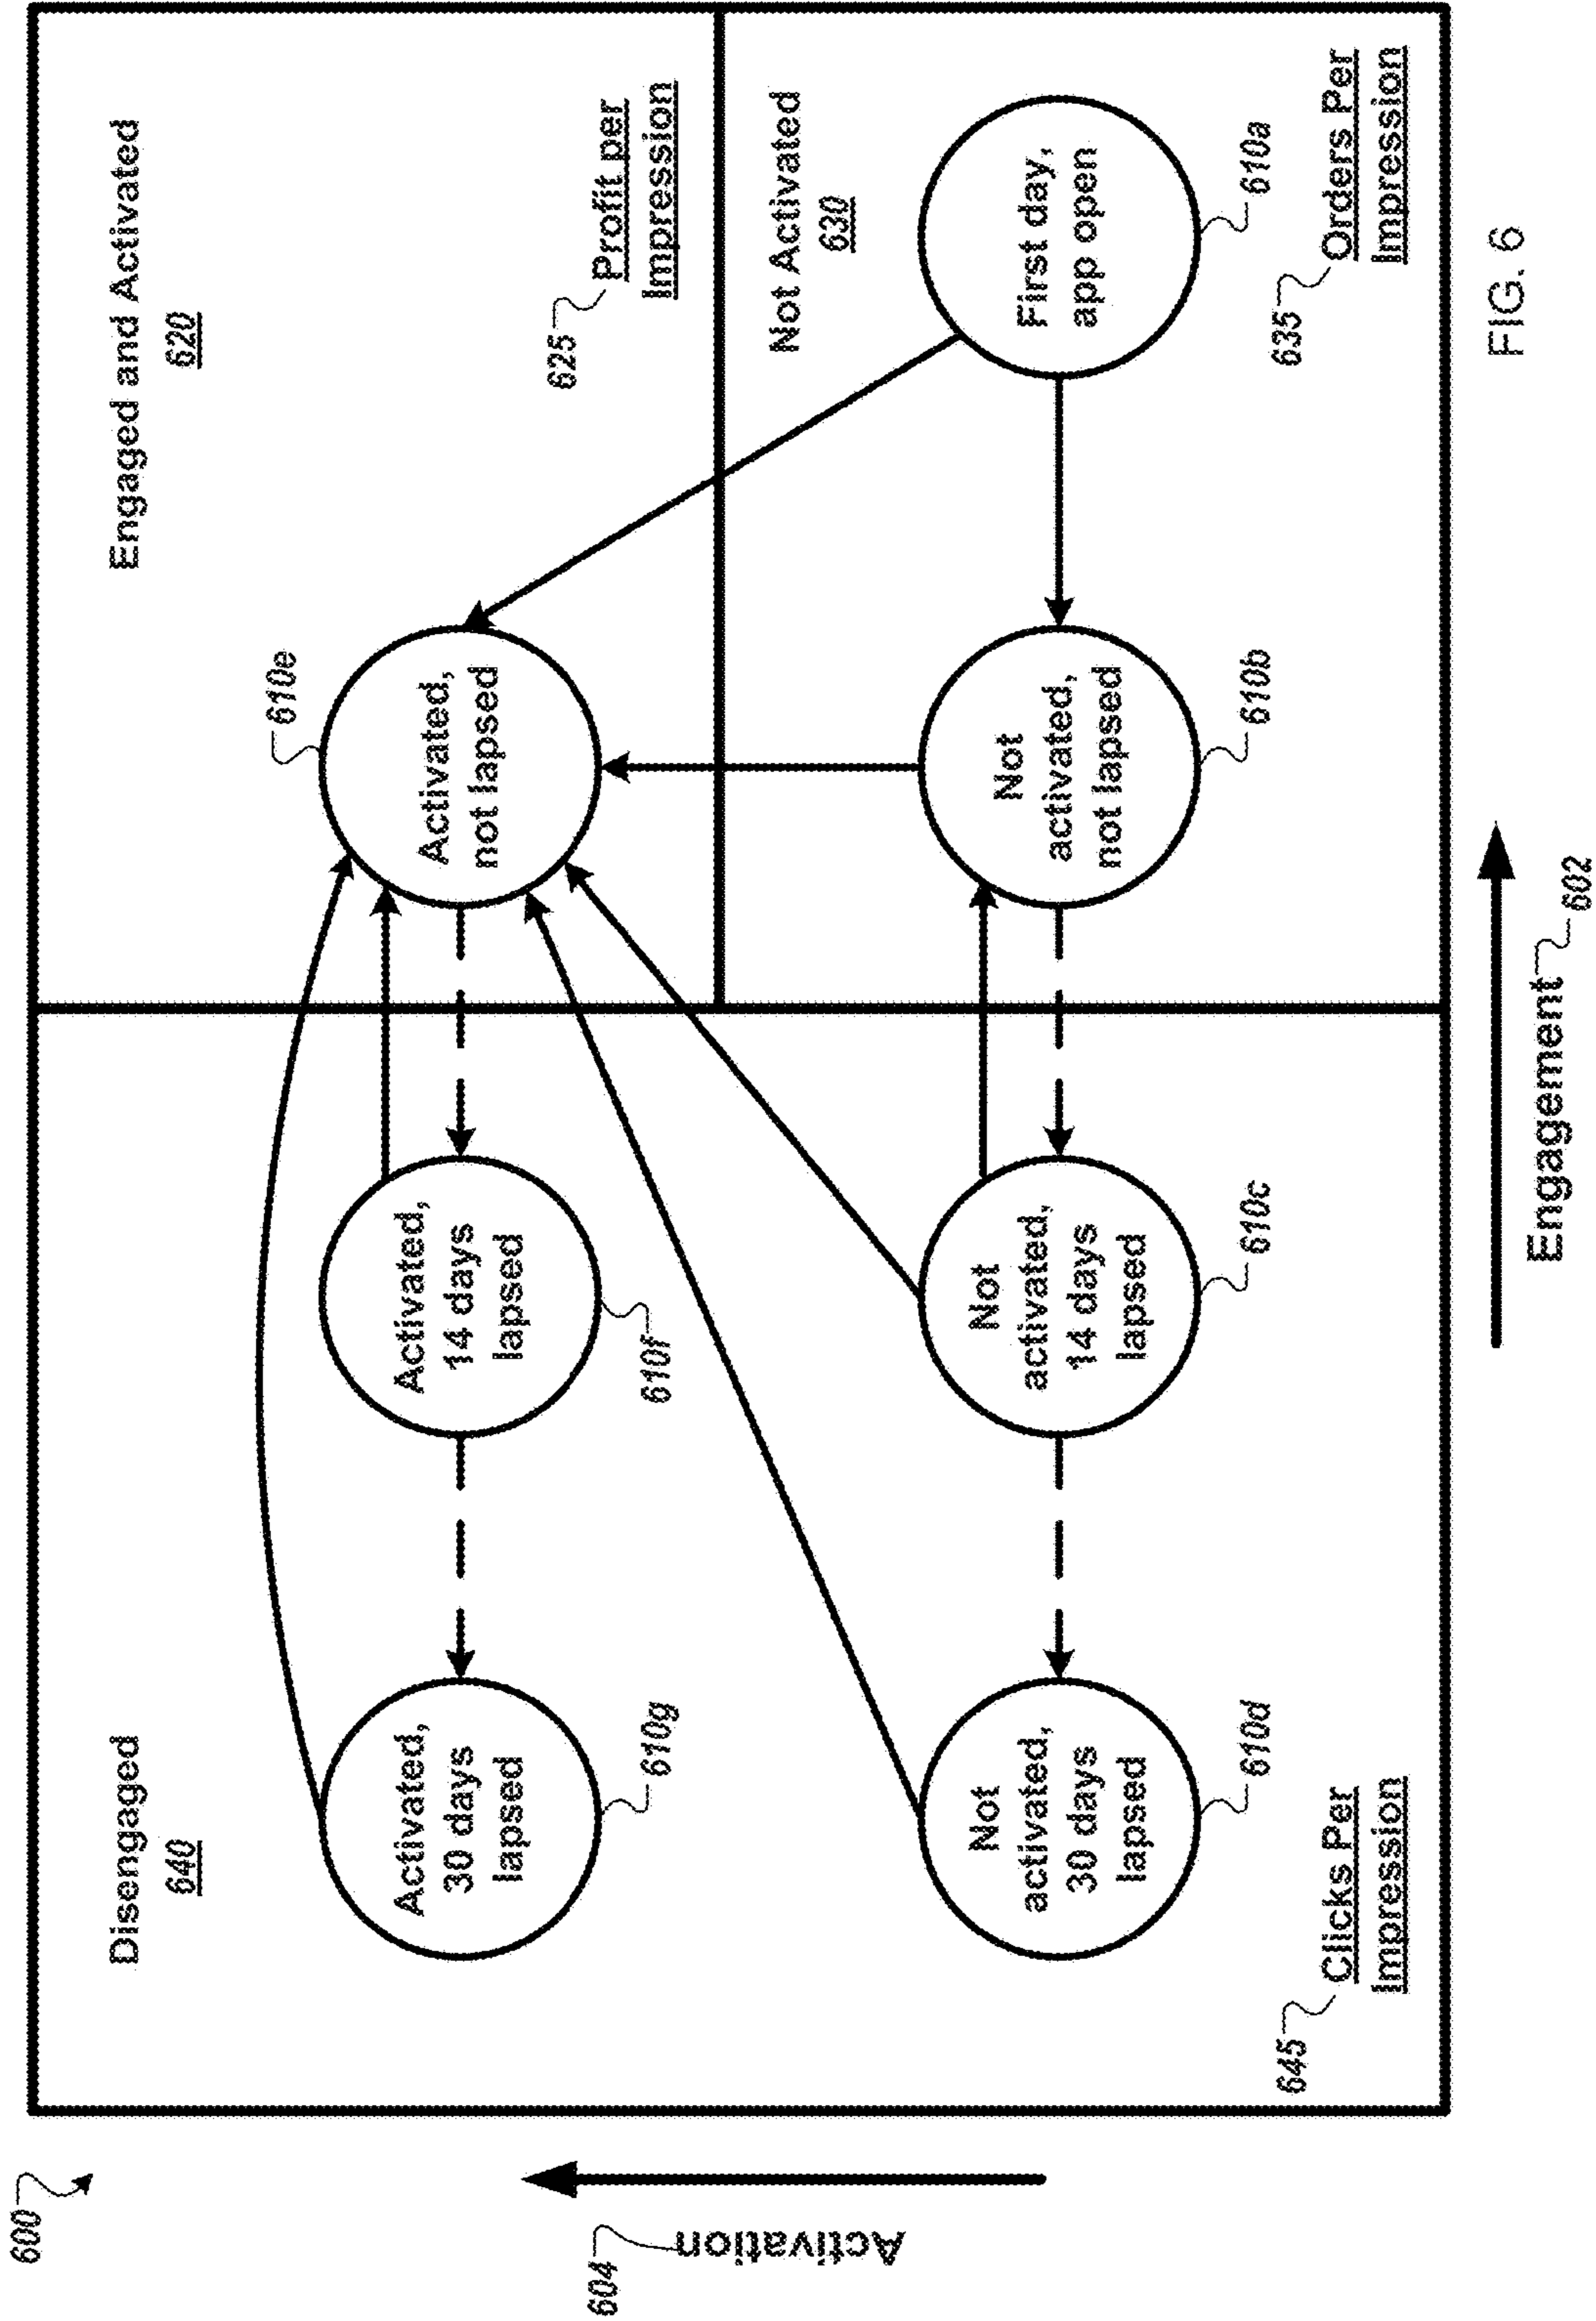 600
Disengaged
640
Engaged and Activated
620
610e
Activated,
30 days
lapsed
610g
Activated,
14 days
lapsed
610f
Activated,
not lapsed
625
Profit per
Impression
Not Activated
630
Not
activated,
30 days
lapsed
610d
Not
activated,
14 days
lapsed
610c
Not
activated,
not lapsed
610b
First day,
app open
610a
645
Clicks Per
Impression
635
Orders Per
Impression
604
Activation
Engagement
602
FIG. 6